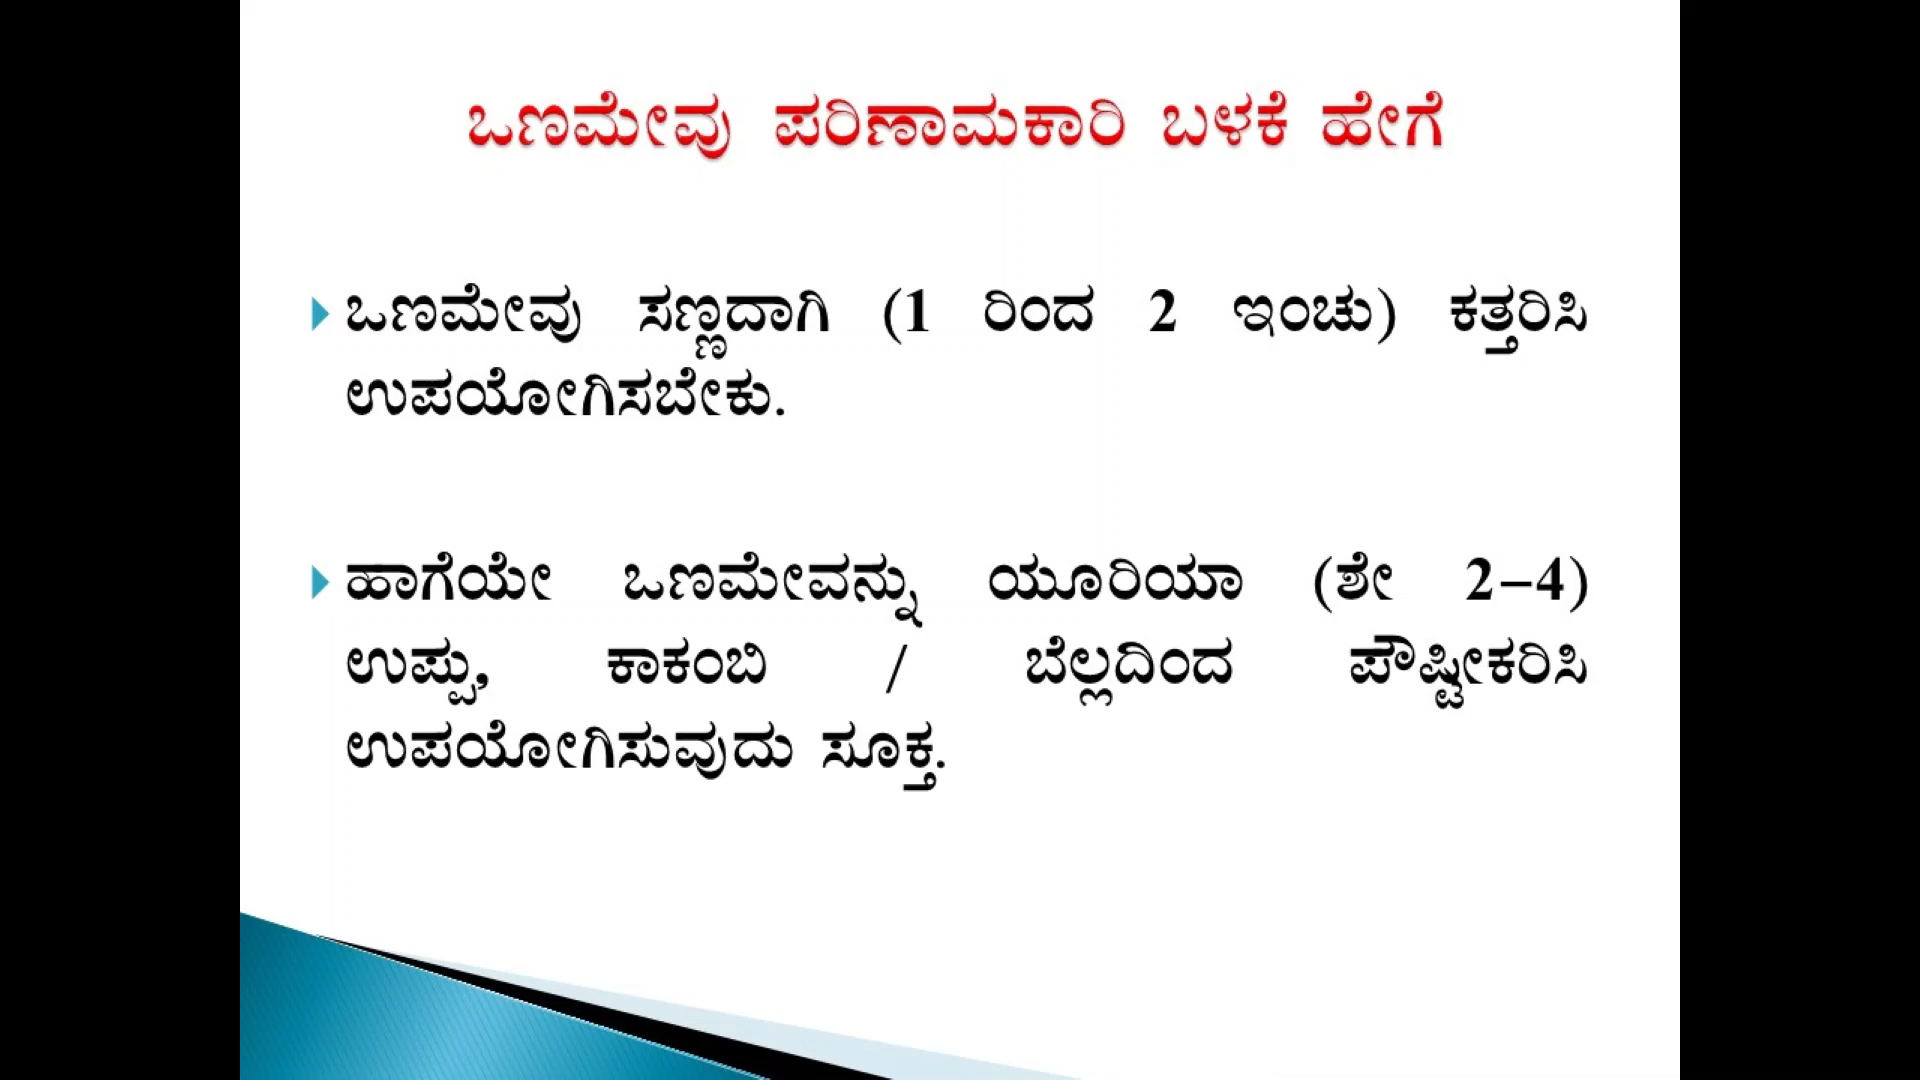 ಒಣಮೇವು ಪರಿಣಾಮಕಾರಿ ಬಳಕೆ ಹೇಗೆ
ಒಣಮೇವು ಸಣ್ಣದಾಗಿ (1 ರಿಂದ 2 ಇಂಚು) ಕತ್ತರಿಸಿ
ಉಪಯೋಗಿಸಬೇಕು.
ಹಾಗೆಯೇ ಒಣಮೇವನ್ನು ಯೂರಿಯಾ (ಶೇ 2–4)
ಉಪ್ಪು, ಕಾಕಂಬಿ / ಬೆಲ್ಲದಿಂದ ಪೌಷ್ಟೀಕರಿಸಿ
ಉಪಯೋಗಿಸುವುದು ಸೂಕ್ತ.